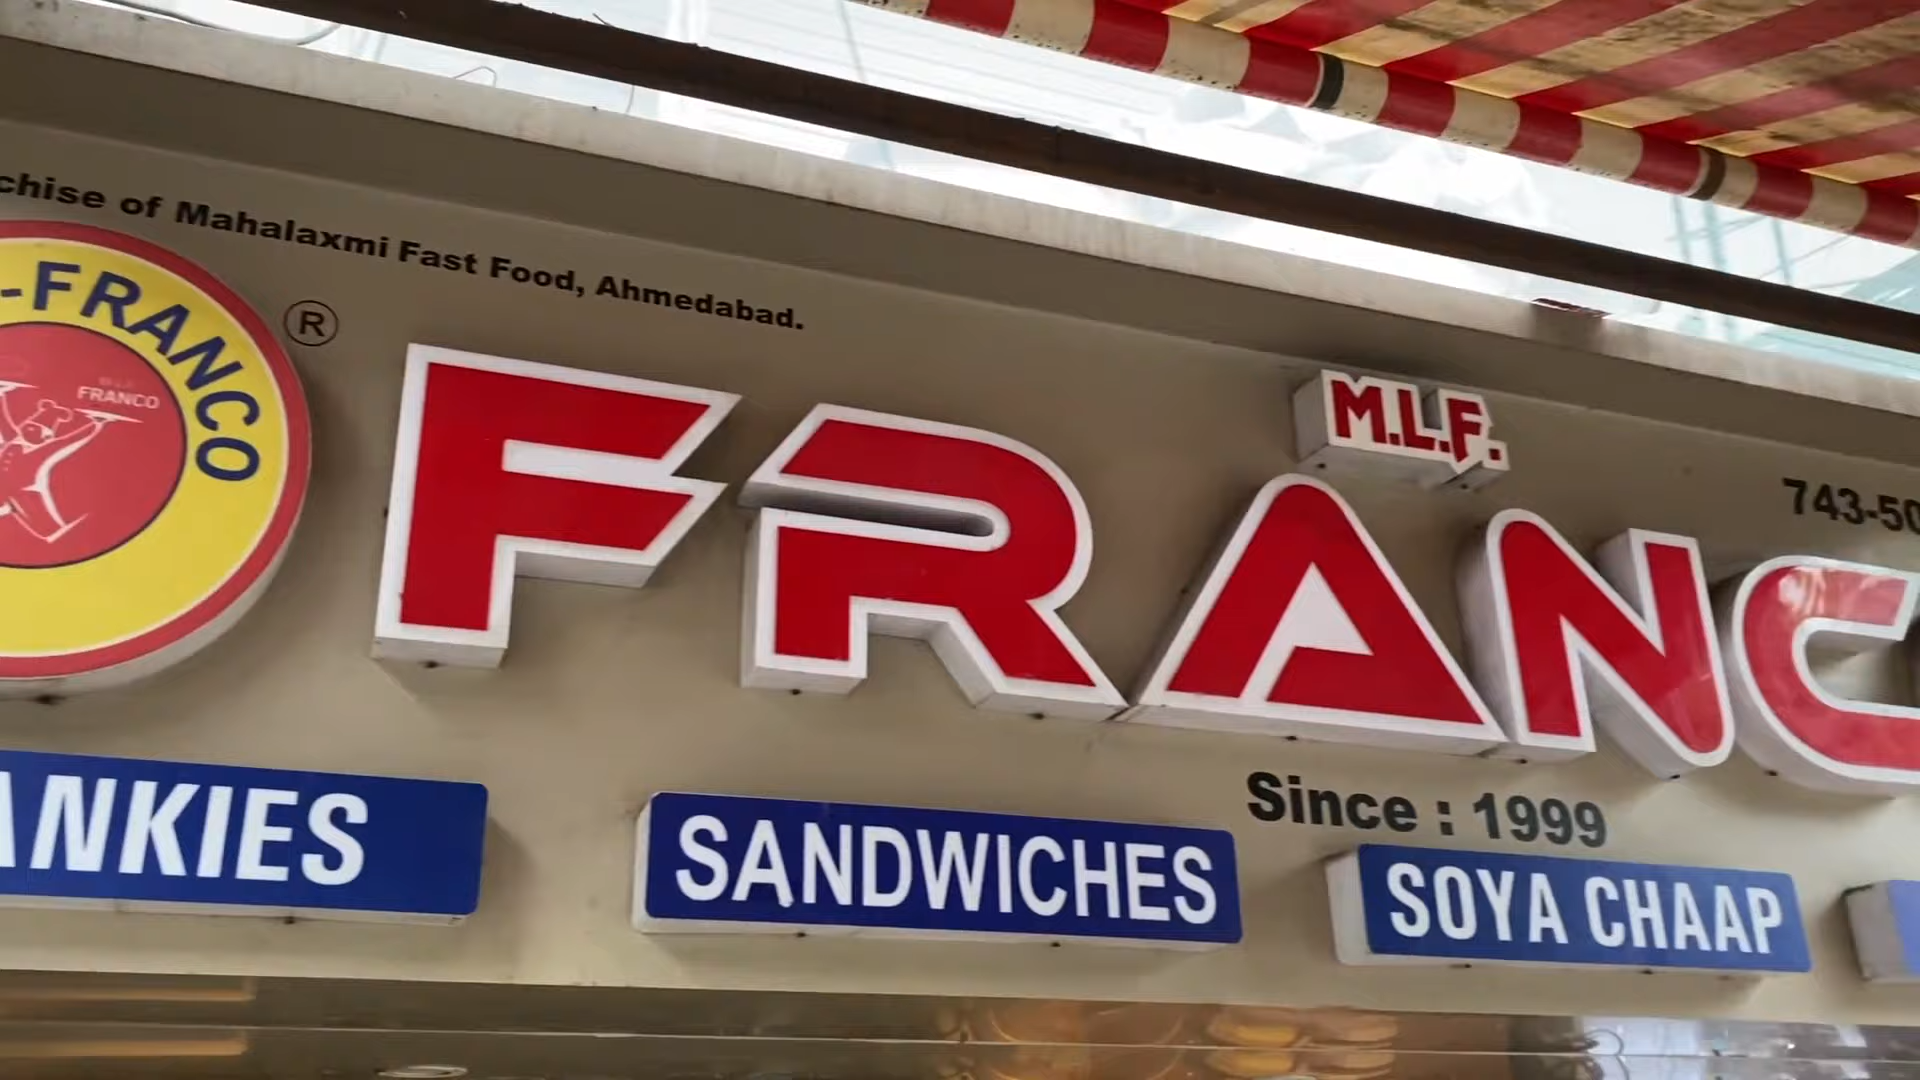 chise of Mahalaxmi Fast Food, Ahmedabad.
-FRANCO
®
FRANCO
M.L.F.
743-50
FRANC
Since : 1999
ANKIES
SANDWICHES
SOYA CHAAP